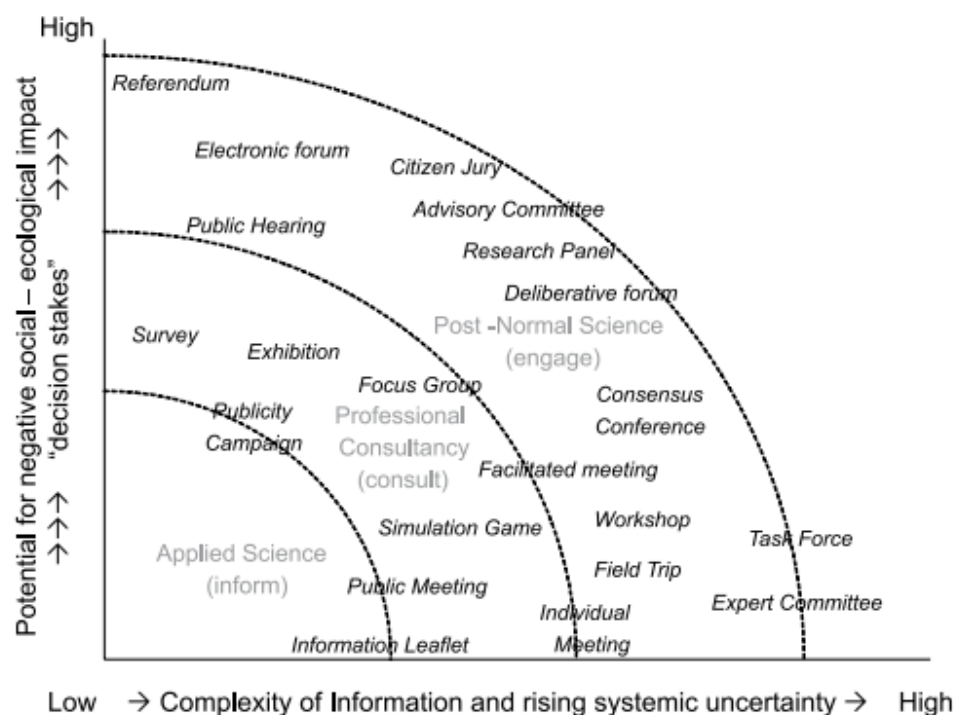 High
Referendum
Electronic forum
Citizen Jury
Advisory Committee
Public Hearing
Research Panel
Deliberative forum
Post -Normal Science
(engage)
Survey
Exhibition
Focus Group
Consensus
Conference
Publicity
Campaign
Professional
Consultancy
(consult)
Facilitated meeting
Simulation Game
Workshop
Task Force
Applied Science
(inform)
Public Meeting
Field Trip
Expert Committee
Individual
Meeting
Information Leaflet
Potential for negative social – ecological impact
→→→ “decision stakes” →→→
Low → Complexity of Information and rising systemic uncertainty → High